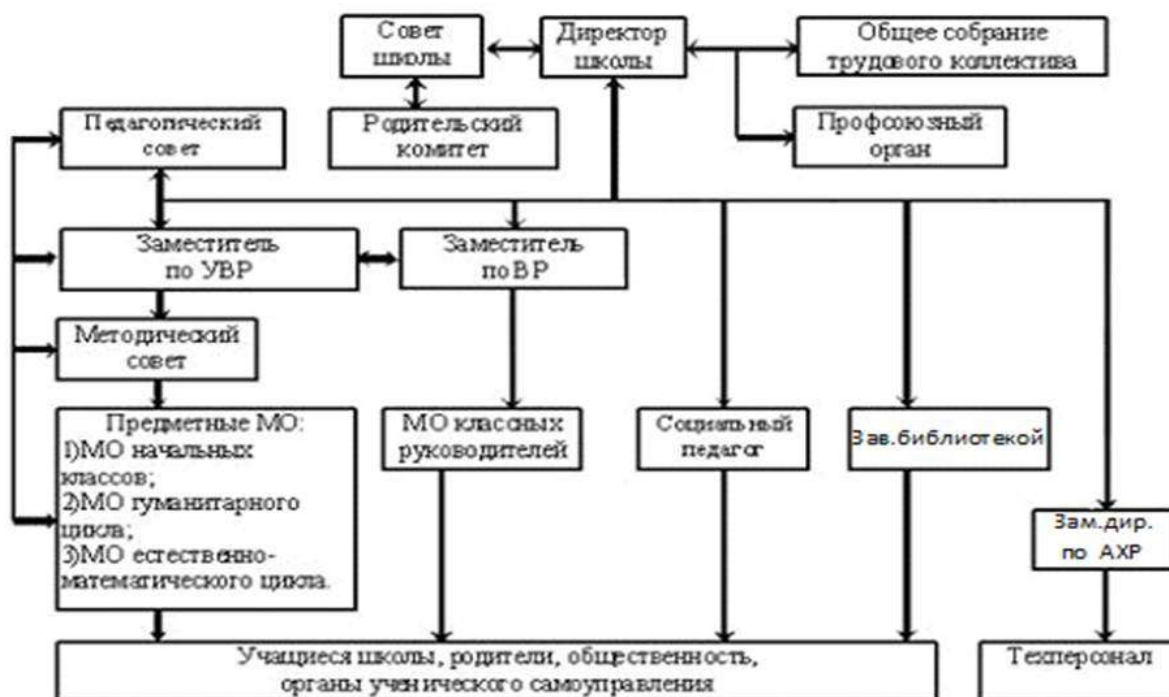 Совет
школы
Директор
школы
Общее собрание
трудового коллектива
Педагогический
совет
Родительский
комитет
Профсоюзный
орган
Заместитель
по УВР
Заместитель
по ВР
Методический
совет
Предметные МО:
1)МО начальных
классов;
2)МО гуманитарного
цикла;
3)МО естественно-
математического цикла.
МО классных
руководителей
Социальный
педагог
Зав.библиотекой
Зам.дир.
по АХР
Учащиеся школы, родители, общественность,
органы ученического самоуправления
Техперсонал